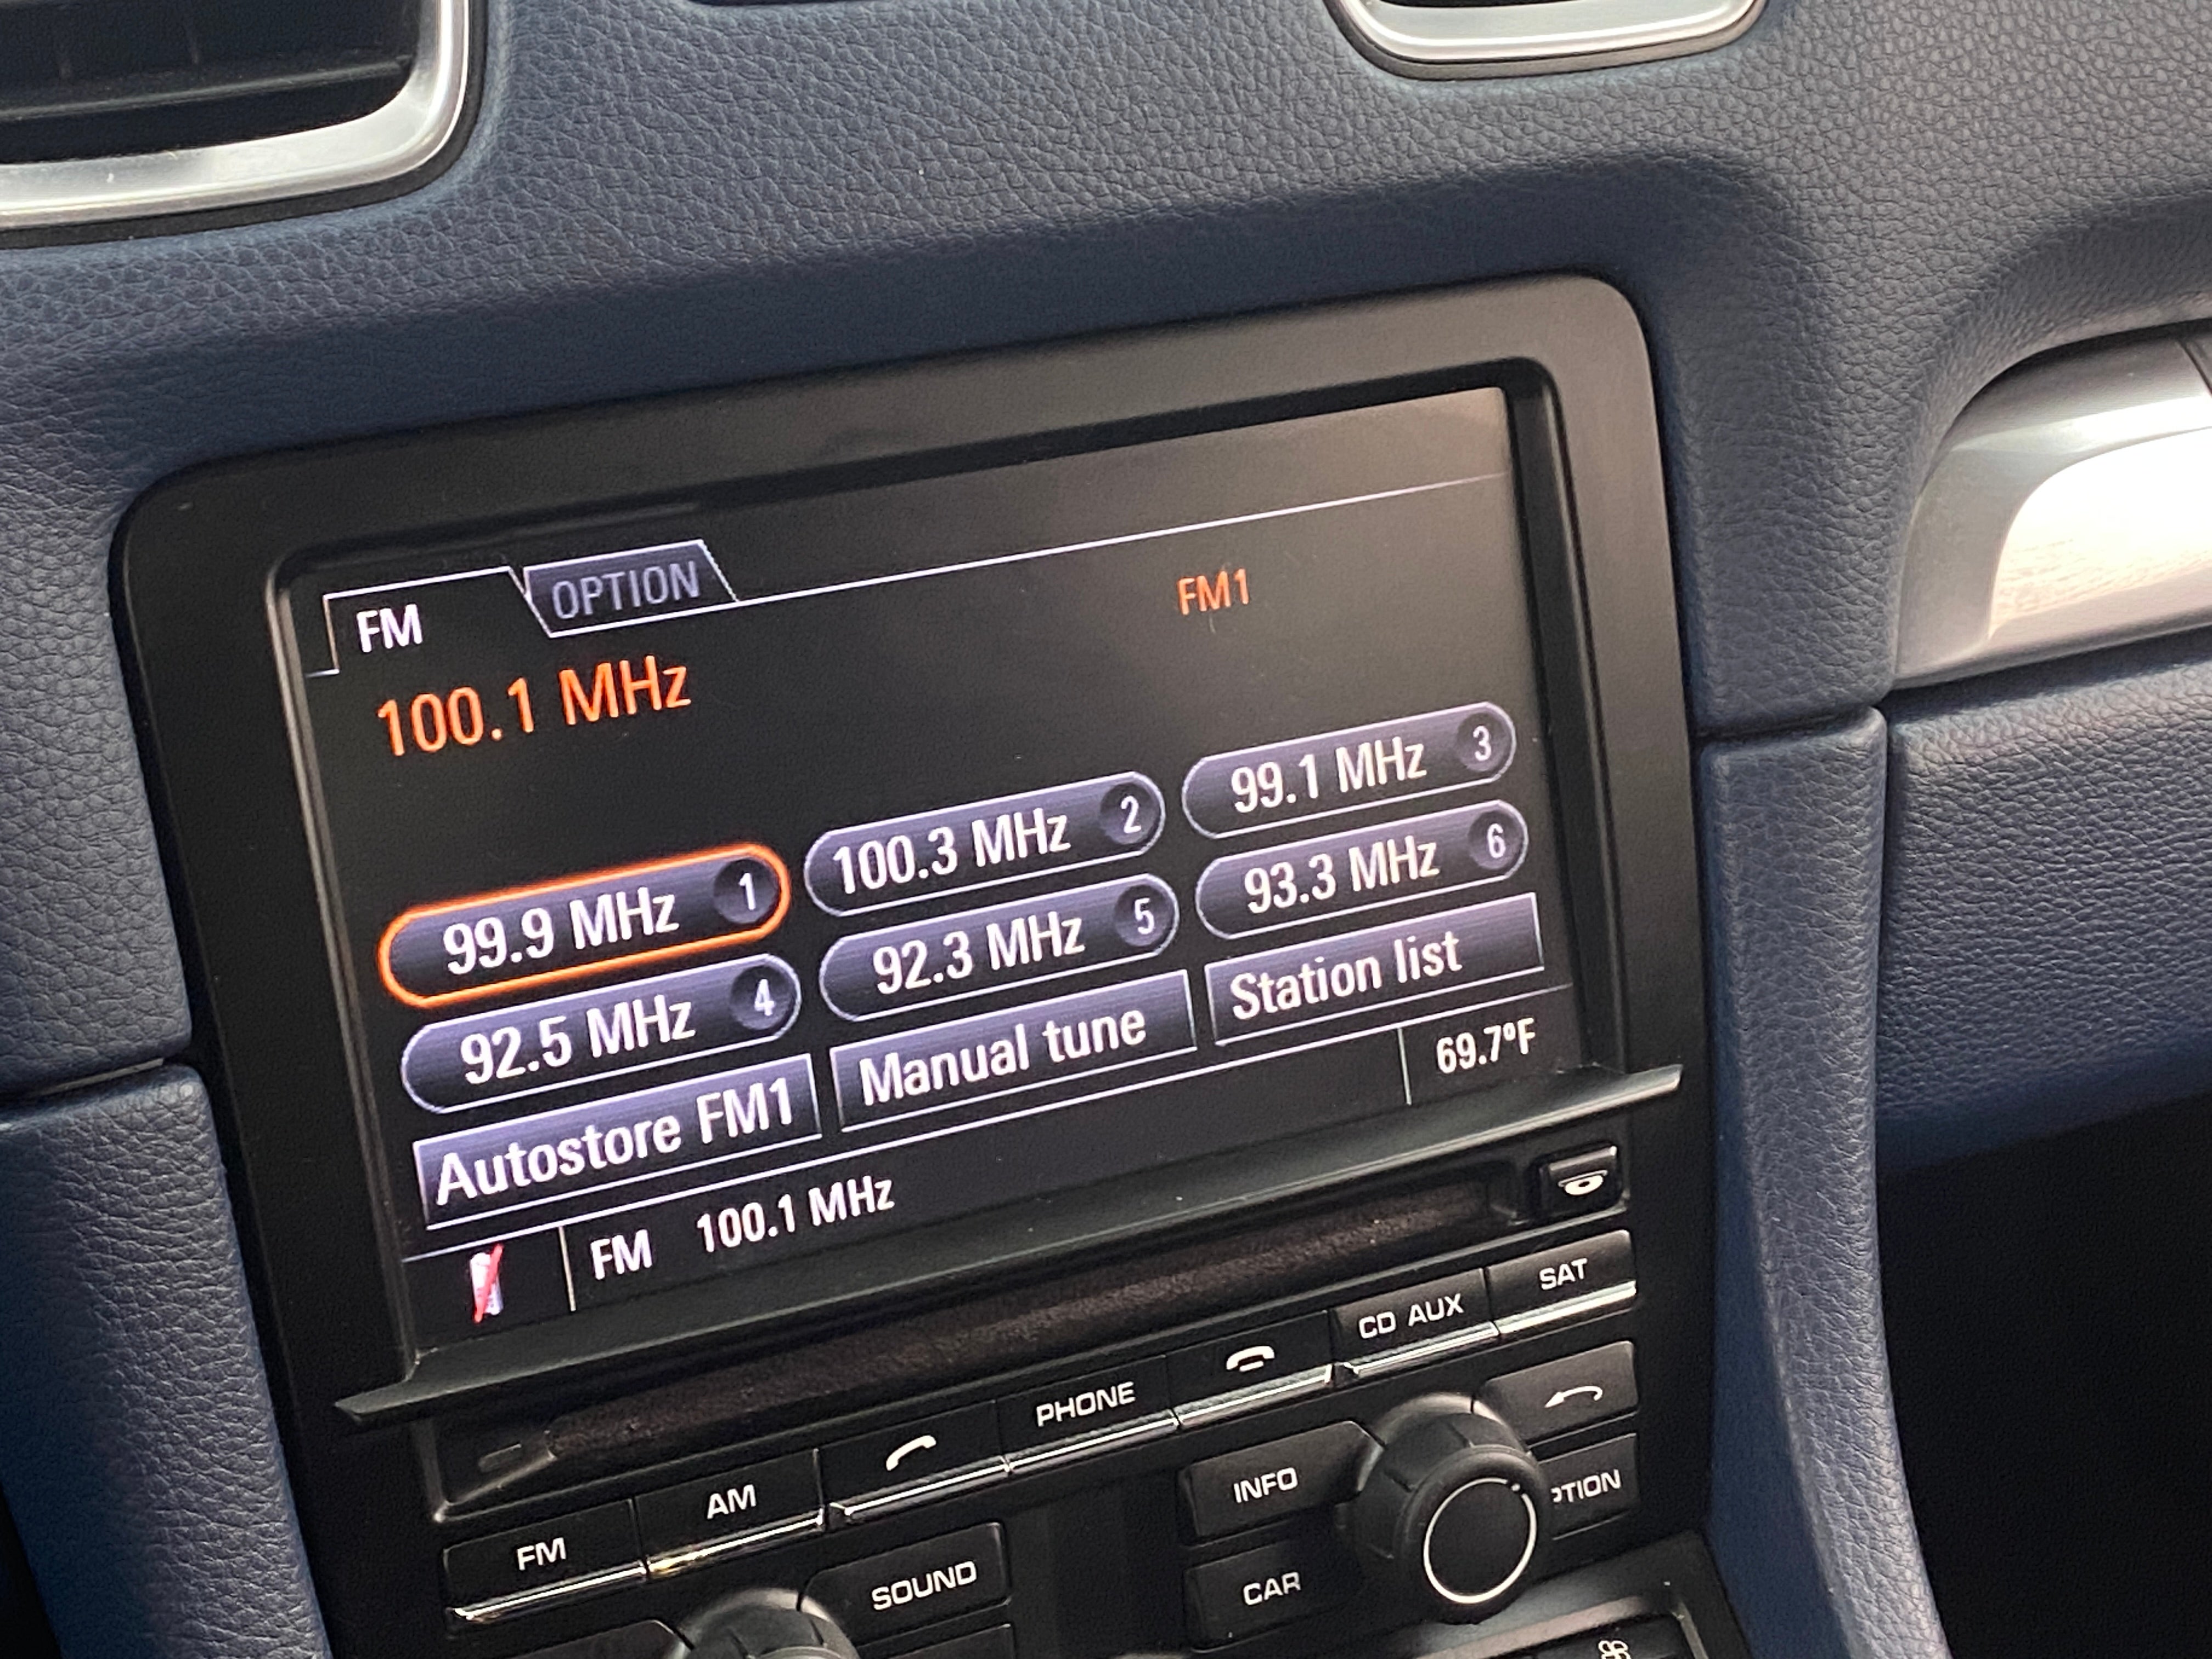 FM OPTION
FM1
100.1 MHz
99.9 MHz 1 100.3 MHz 2 99.1 MHz 3
92.5 MHz 4 92.3 MHz 5 93.3 MHz 6
Autostore FM1 Manual tune Station list
FM 100.1 MHz 69.7°F
FM AM PHONE CD AUX SAT
SOUND INFO PTION
CAR